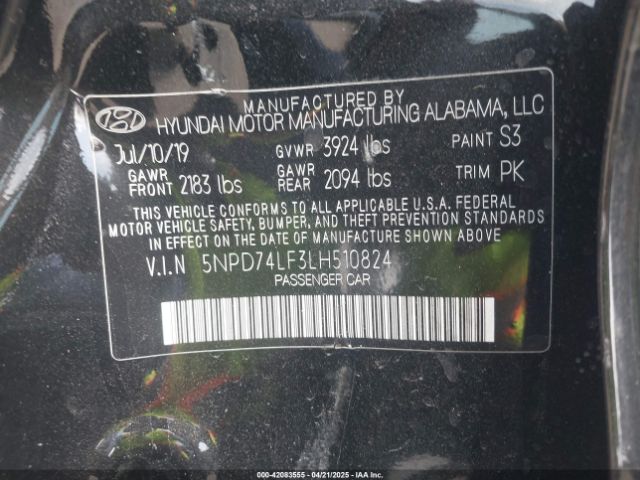 MANUFACTURED BY
HYUNDAI MOTOR MANUFACTURING ALABAMA, LLC
Jul/10/19 GVWR 3924 lbs PAINT S3
GAWR FRONT 2183 lbs GAWR REAR 2094 lbs TRIM PK
THIS VEHICLE CONFORMS TO ALL APPLICABLE U.S.A. FEDERAL
MOTOR VEHICLE SAFETY, BUMPER, AND THEFT PREVENTION STANDARDS
IN EFFECT ON THE DATE OF MANUFACTURE SHOWN ABOVE
V.I.N 5NPD74LF3LH510824
PASSENGER CAR
000-42083555 - 04/21/2025 - IAA Inc.